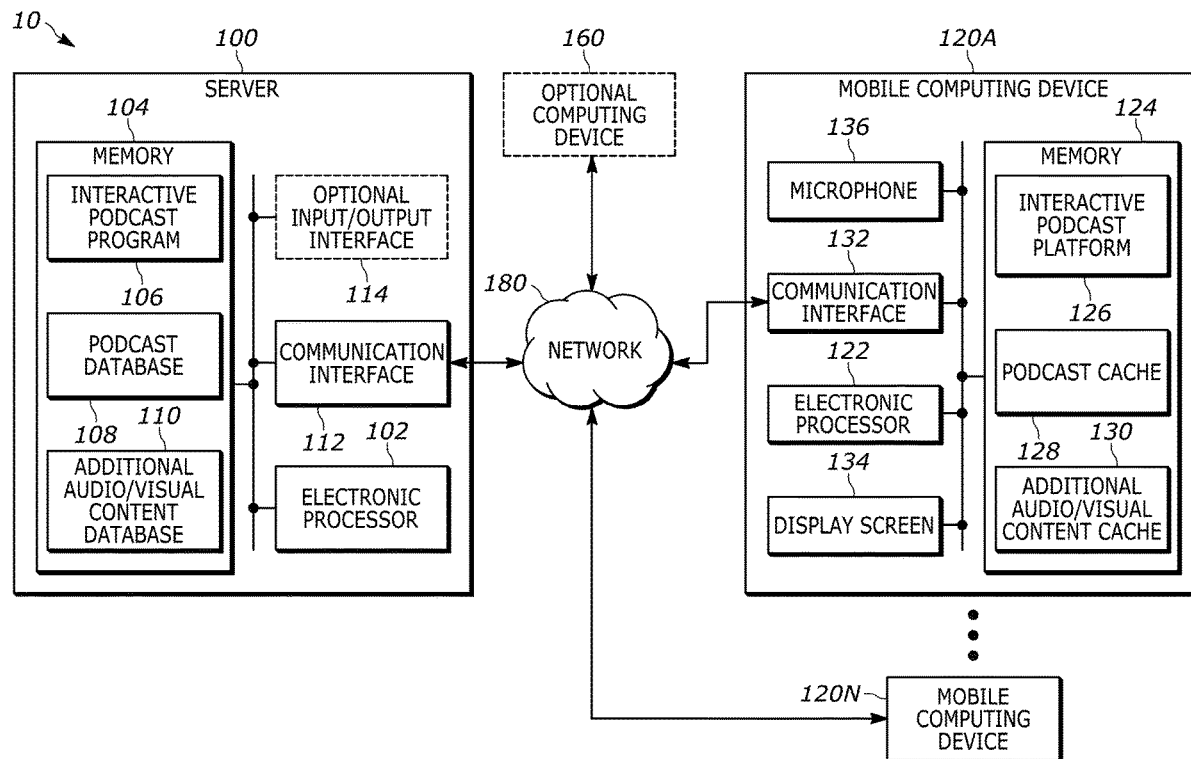 10
100
SERVER
104
MEMORY
INTERACTIVE
PODCAST
PROGRAM
106
PODCAST
DATABASE
108
110
ADDITIONAL
AUDIO/VISUAL
CONTENT
DATABASE
OPTIONAL
INPUT/OUTPUT
INTERFACE
114
COMMUNICATION
INTERFACE
112
102
ELECTRONIC
PROCESSOR
160
OPTIONAL
COMPUTING
DEVICE
180
NETWORK
120A
MOBILE COMPUTING DEVICE
136
MICROPHONE
132
COMMUNICATION
INTERFACE
122
ELECTRONIC
PROCESSOR
134
DISPLAY SCREEN
124
MEMORY
INTERACTIVE
PODCAST
PLATFORM
126
PODCAST CACHE
128
130
ADDITIONAL
AUDIO/VISUAL
CONTENT CACHE
120N
MOBILE
COMPUTING
DEVICE